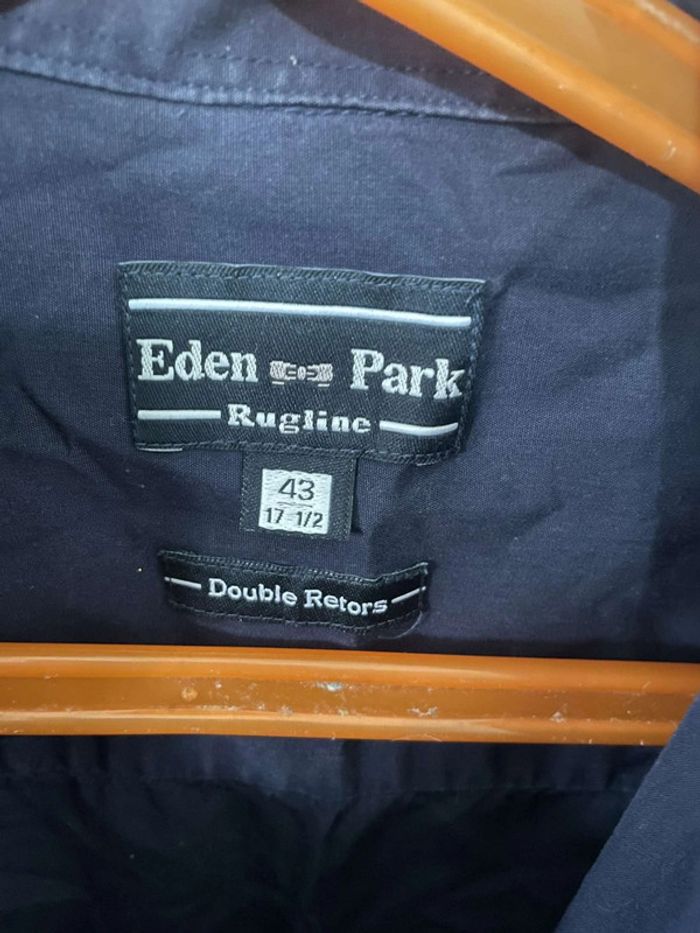 Eden Park
Rugline
43
17 1/2
Double Retors